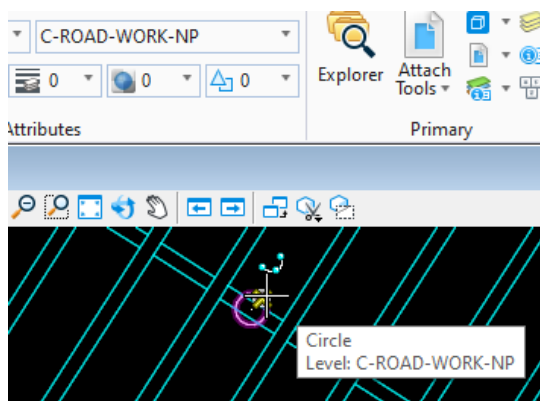 C-ROAD-WORK-NP
0 0 0
Explorer
Attach
Tools
Attributes
Primary
Circle
Level: C-ROAD-WORK-NP